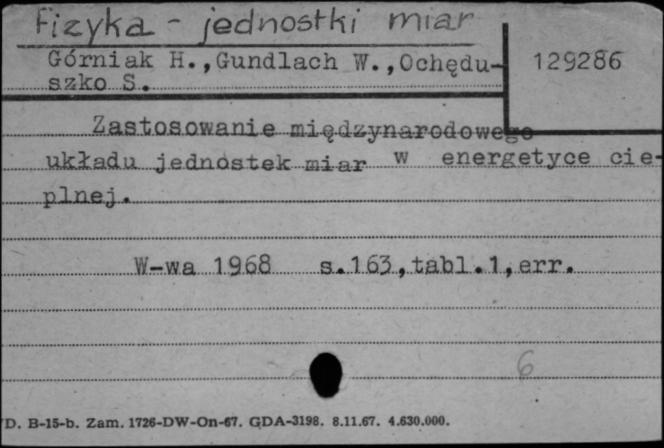 Fizyka - jednostki miar
Górniak H.,Gundlach W.,Ochędu-
szko S.
129286
Zastosowanie międzynarodowego
układu jednostek miar w energetyce cie-
plnej.
W-wa 1968 s.163,tabl.1,err.
6
D. B-15-b. Zam. 1726-DW-On-67. GDA-3198. 8.11.67. 4.630.000.